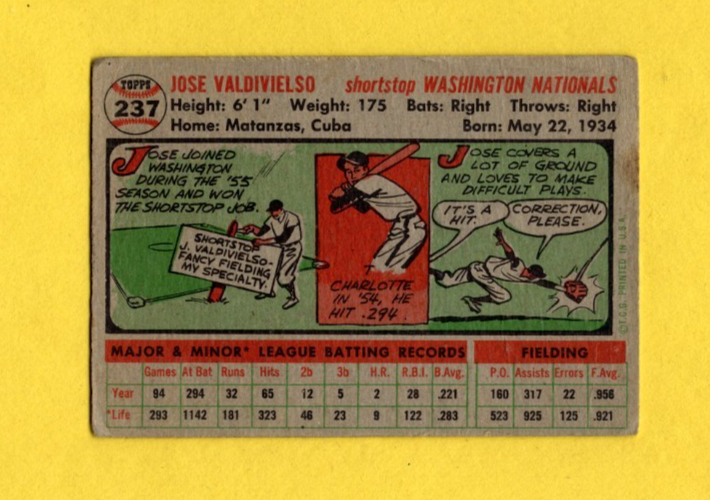 TOPPS
237
JOSE VALDIVIELSO shortstop WASHINGTON NATIONALS
Height: 6' 1" Weight: 175 Bats: Right Throws: Right
Home: Matanzas, Cuba Born: May 22, 1934
JOSE JOINED
WASHINGTON
DURING THE '55
SEASON AND WON
THE SHORTSTOP JOB.
SHORTSTOP
J. VALDIVIELSO-
FANCY FIELDING
MY SPECIALTY.
CHARLOTTE
IN '54, HE
HIT .294.
JOSE COVERS A
LOT OF GROUND
AND LOVES TO MAKE
DIFFICULT PLAYS.
IT'S A
HIT.
CORRECTION,
PLEASE.
©T.C.G. PRINTED IN U.S.A.
MAJOR & MINOR* LEAGUE BATTING RECORDS FIELDING
Games At Bat Runs Hits 2b 3b H.R. R.B.I. B.Avg. P.O. Assists Errors F.Avg.
Year 94 294 32 65 12 5 2 28 .221 160 317 22 .956
*Life 293 1142 181 323 46 23 9 122 .283 523 925 125 .921